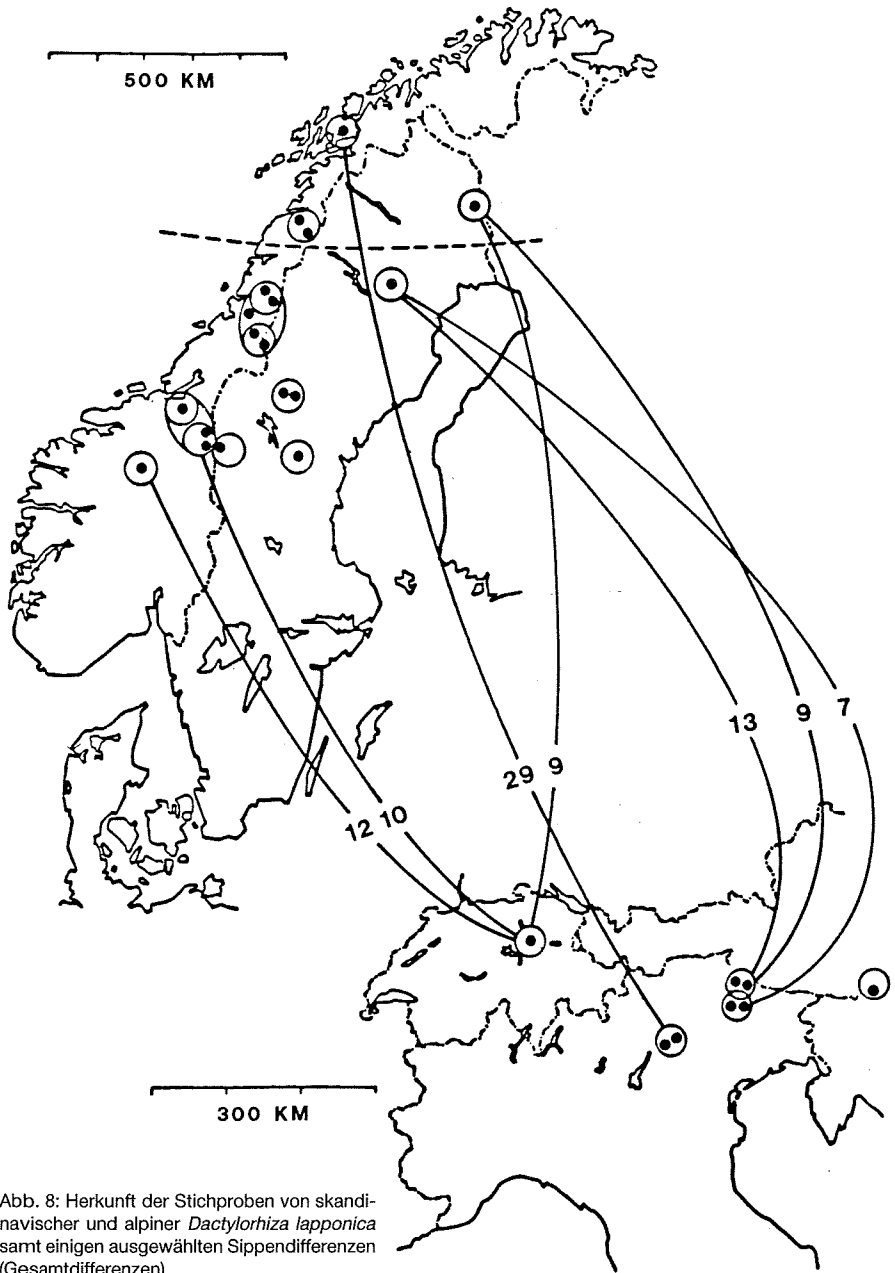 500 KM
13
9
7
29
9
12
10
300 KM
Abb. 8: Herkunft der Stichproben von skandi-
navischer und alpiner Dactylorhiza lapponica
samt einigen ausgewählten Sippendifferenzen
(Gesamtdifferenzen)